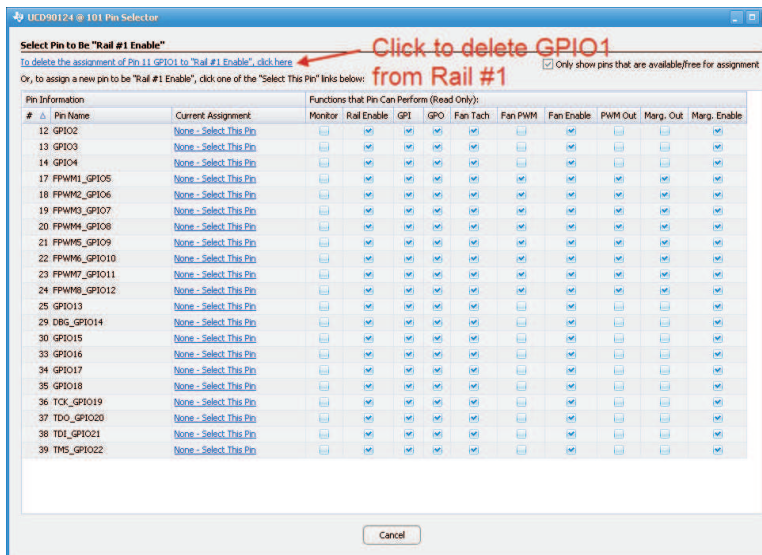 UCD90124 @ 101 Pin Selector
Select Pin to Be "Rail #1 Enable"
Click to delete GPIO1
To delete the assignment of Pin 11 GPIO1 to "Rail #1 Enable", click here
Only show pins that are available/free for assignment
from Rail #1
Or, to assign a new pin to be "Rail #1 Enable", click one of the "Select This Pin" links below:
Pin Information Functions that Pin Can Perform (Read Only):
# Pin Name Current Assignment Monitor Rail Enable GPI GPO Fan Tach Fan PWM Fan Enable PWM Out Marg. Out Marg. Enable
12 GPIO2 None - Select This Pin
13 GPIO3 None - Select This Pin
14 GPIO4 None - Select This Pin
17 FPWM1_GPIO5 None - Select This Pin
18 FPWM2_GPIO6 None - Select This Pin
19 FPWM3_GPIO7 None - Select This Pin
20 FPWM4_GPIO8 None - Select This Pin
21 FPWM5_GPIO9 None - Select This Pin
22 FPWM6_GPIO10 None - Select This Pin
23 FPWM7_GPIO11 None - Select This Pin
24 FPWM8_GPIO12 None - Select This Pin
25 GPIO13 None - Select This Pin
29 DBG_GPIO14 None - Select This Pin
30 GPIO15 None - Select This Pin
33 GPIO16 None - Select This Pin
34 GPIO17 None - Select This Pin
35 GPIO18 None - Select This Pin
36 TCK_GPIO19 None - Select This Pin
37 TDO_GPIO20 None - Select This Pin
38 TDI_GPIO21 None - Select This Pin
39 TMS_GPIO22 None - Select This Pin
Cancel